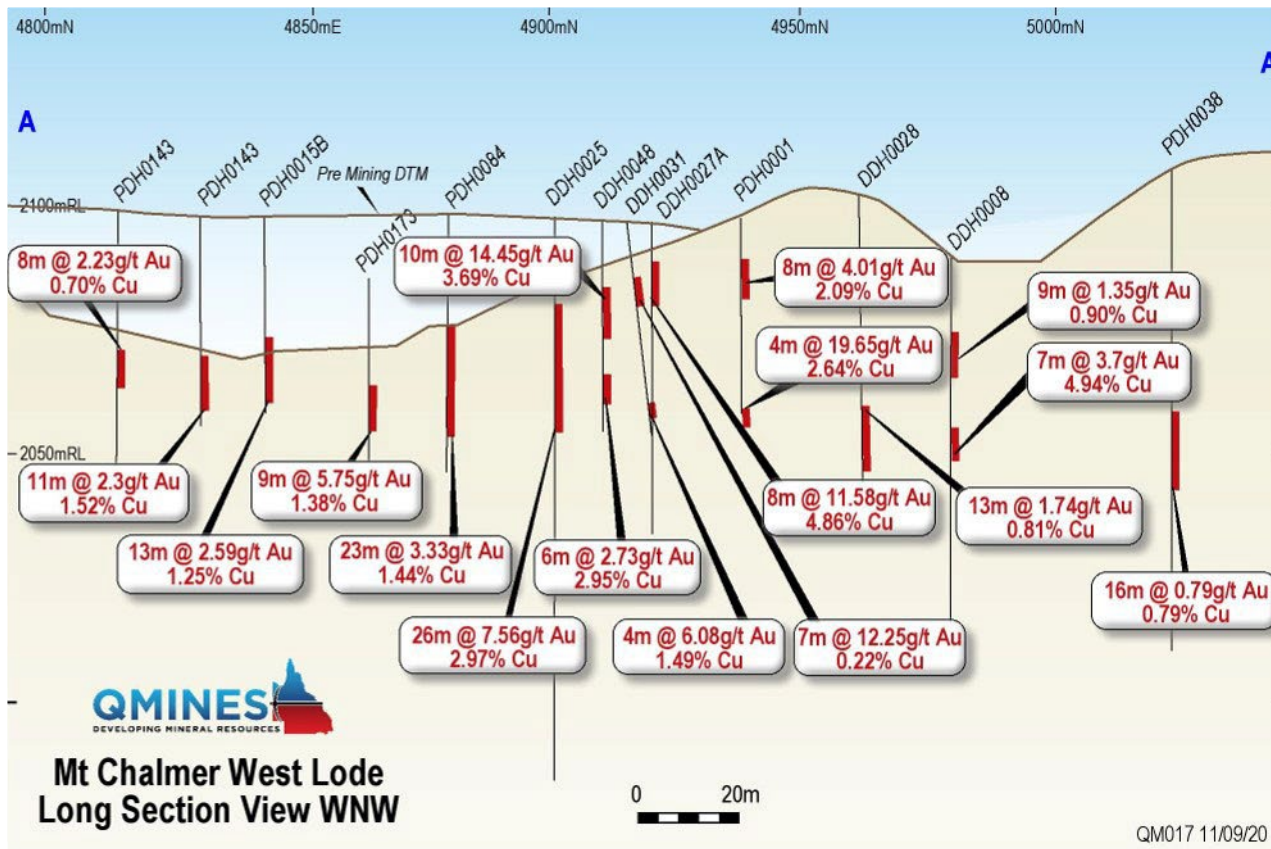 4800mN
4850mE
4900mN
4950mN
5000mN
A
A
PDH0143
PDH0143
PDH0015B
Pre Mining DTM
PDH0173
PDH0084
DDH0025
DDH0048
DDH0031
DDH0027A
PDH0001
DDH0028
DDH0008
PDH0038
2100mRL
2050mRL
8m @ 2.23g/t Au
0.70% Cu
10m @ 14.45g/t Au
3.69% Cu
8m @ 4.01g/t Au
2.09% Cu
9m @ 1.35g/t Au
0.90% Cu
4m @ 19.65g/t Au
2.64% Cu
7m @ 3.7g/t Au
4.94% Cu
11m @ 2.3g/t Au
1.52% Cu
9m @ 5.75g/t Au
1.38% Cu
8m @ 11.58g/t Au
4.86% Cu
13m @ 1.74g/t Au
0.81% Cu
13m @ 2.59g/t Au
1.25% Cu
23m @ 3.33g/t Au
1.44% Cu
6m @ 2.73g/t Au
2.95% Cu
16m @ 0.79g/t Au
0.79% Cu
26m @ 7.56g/t Au
2.97% Cu
4m @ 6.08g/t Au
1.49% Cu
7m @ 12.25g/t Au
0.22% Cu
QMINES
DEVELOPING MINERAL RESOURCES
Mt Chalmer West Lode
Long Section View WNW
0 20m
QM017 11/09/20